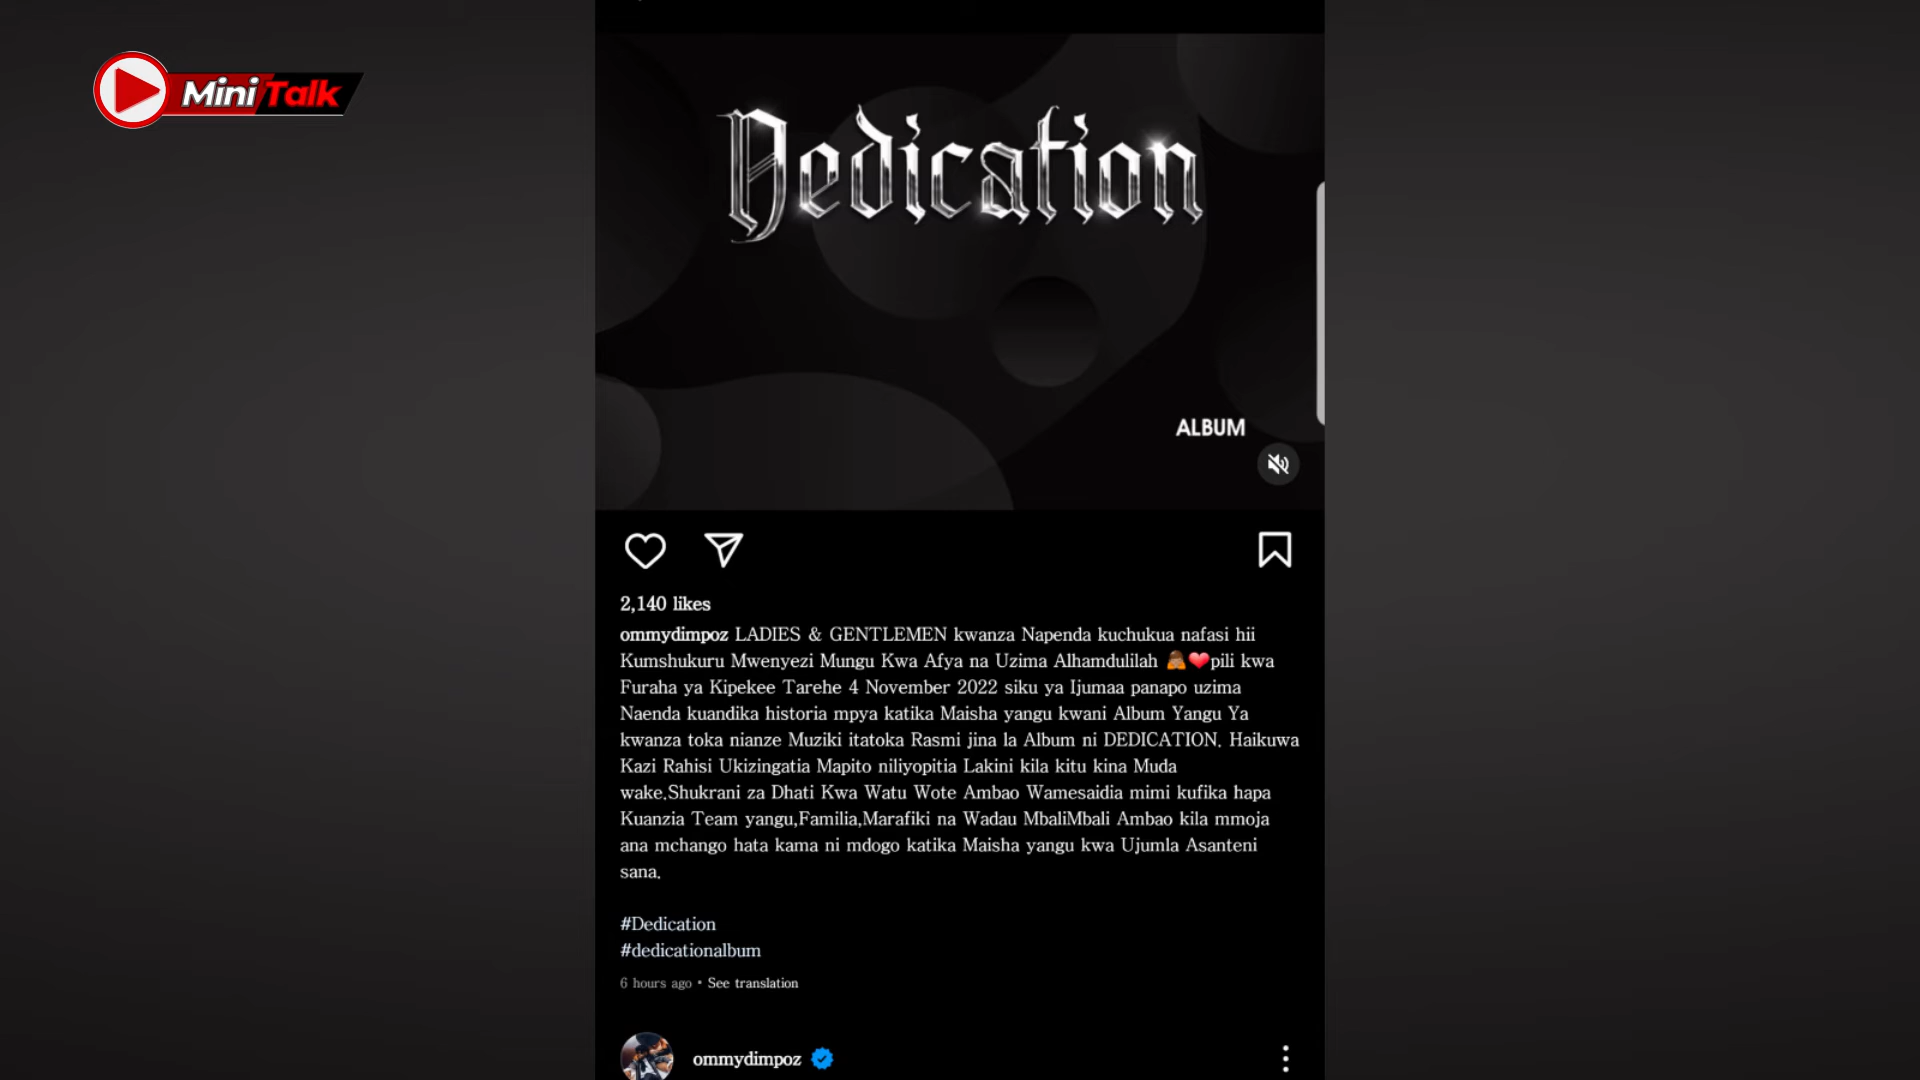 Mini Talk
Dedication
ALBUM
2,140 likes
ommydimpoz LADIES & GENTLEMEN kwanza Napenda kuchukua nafasi hii
Kumshukuru Mwenyezi Mungu Kwa Afya na Uzima Alhamdulilah 🙏❤️pili kwa
Furaha ya Kipekee Tarehe 4 November 2022 siku ya Ijumaa panapo uzima
Naenda kuandika historia mpya katika Maisha yangu kwani Album Yangu Ya
kwanza toka nianze Muziki itatoka Rasmi jina la Album ni DEDICATION. Haikuwa
Kazi Rahisi Ukizingatia Mapito niliyopitia Lakini kila kitu kina Muda
wake.Shukrani za Dhati Kwa Watu Wote Ambao Wamesaidia mimi kufika hapa
Kuanzia Team yangu,Familia,Marafiki na Wadau MbaliMbali Ambao kila mmoja
ana mchango hata kama ni mdogo katika Maisha yangu kwa Ujumla Asanteni
sana.
#Dedication
#dedicationalbum
6 hours ago • See translation
ommydimpoz